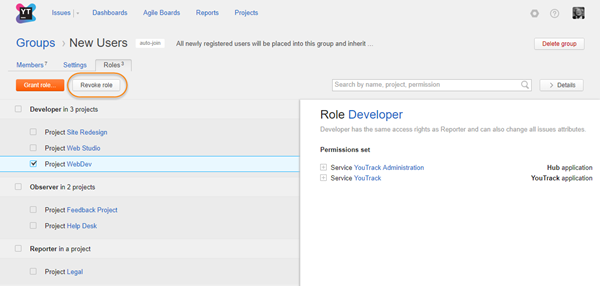 YT
Issues Dashboards Agile Boards Reports Projects
Groups › New Users auto-join All newly registered users will be placed into this group and inherit ... Delete group
Members 7 Settings Roles 3
Grant role... Revoke role Search by name, project, permission > Details
Developer in 3 projects
Project Site Redesign
Project Web Studio
Project WebDev
Observer in 2 projects
Project Feedback Project
Project Help Desk
Reporter in a project
Project Legal
Role Developer
Developer has the same access rights as Reporter and can also change all issues attributes.
Permissions set
Service YouTrack Administration Hub application
Service YouTrack YouTrack application